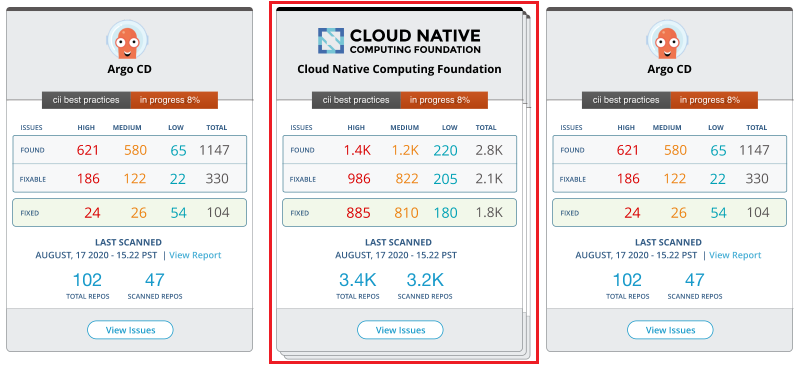 Argo CD
cii best practices in progress 8%
ISSUES HIGH MEDIUM LOW TOTAL
FOUND 621 580 65 1147
FIXABLE 186 122 22 330
FIXED 24 26 54 104
LAST SCANNED
AUGUST, 17 2020 - 15.22 PST | View Report
102 47
TOTAL REPOS SCANNED REPOS
View Issues
CLOUD NATIVE
COMPUTING FOUNDATION
Cloud Native Computing Foundation
cii best practices in progress 8%
ISSUES HIGH MEDIUM LOW TOTAL
FOUND 1.4K 1.2K 220 2.8K
FIXABLE 986 822 205 2.1K
FIXED 885 810 180 1.8K
LAST SCANNED
AUGUST, 17 2020 - 15.22 PST
3.4K 3.2K
TOTAL REPOS SCANNED REPOS
View Issues
Argo CD
cii best practices in progress 8%
ISSUES HIGH MEDIUM LOW TOTAL
FOUND 621 580 65 1147
FIXABLE 186 122 22 330
FIXED 24 26 54 104
LAST SCANNED
AUGUST, 17 2020 - 15.22 PST | View Report
102 47
TOTAL REPOS SCANNED REPOS
View Issues